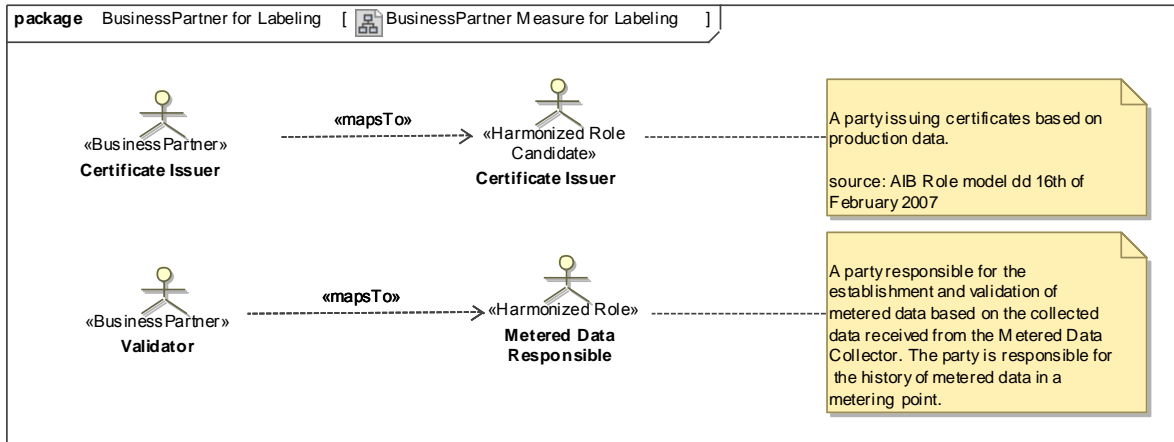 package BusinessPartner for Labeling [ BusinessPartner Measure for Labeling ]
«BusinessPartner»
Certificate Issuer
«mapsTo»
«Harmonized Role
Candidate»
Certificate Issuer
A party issuing certificates based on
production data.
source: AIB Role model dd 16th of
February 2007
«BusinessPartner»
Validator
«mapsTo»
«Harmonized Role»
Metered Data
Responsible
A party responsible for the
establishment and validation of
metered data based on the collected
data received from the Metered Data
Collector. The party is responsible for
the history of metered data in a
metering point.